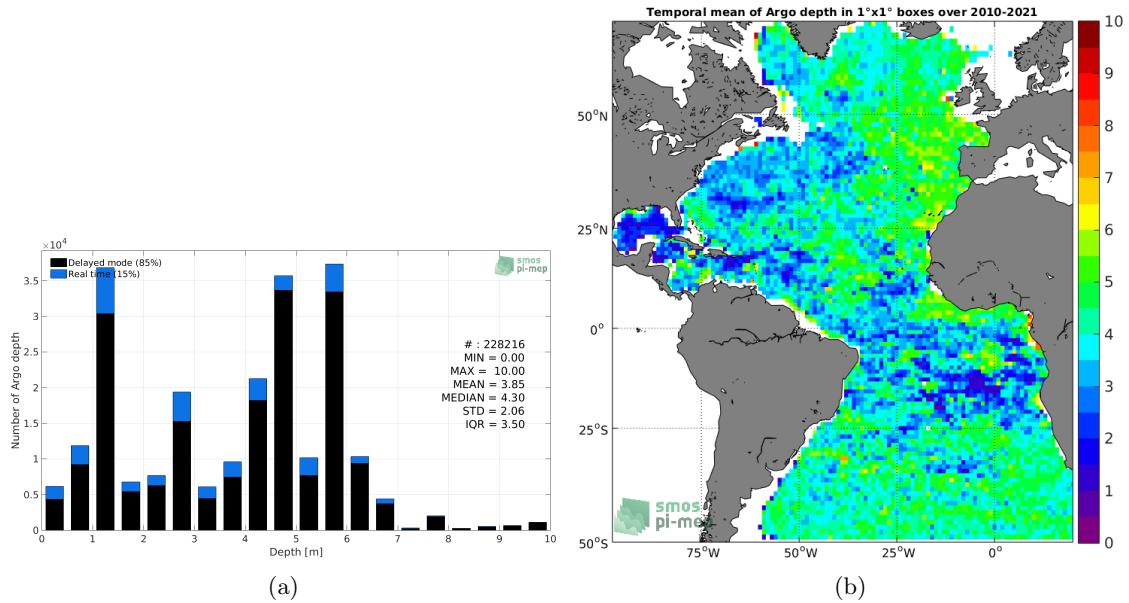 ×10⁴
Delayed mode (85%)
Real time (15%)
smos
pi-mep
3.5
3
2.5
2
1.5
1
0.5
0
Number of Argo depth
# : 228216
MIN = 0.00
MAX = 10.00
MEAN = 3.85
MEDIAN = 4.30
STD = 2.06
IQR = 3.50
0 1 2 3 4 5 6 7 8 9 10
Depth [m]
(a)
Temporal mean of Argo depth in 1°x1° boxes over 2010-2021
50°N
25°N
0°
25°S
50°S
75°W 50°W 25°W 0°
smos
pi-mep
10
9
8
7
6
5
4
3
2
1
0
(b)